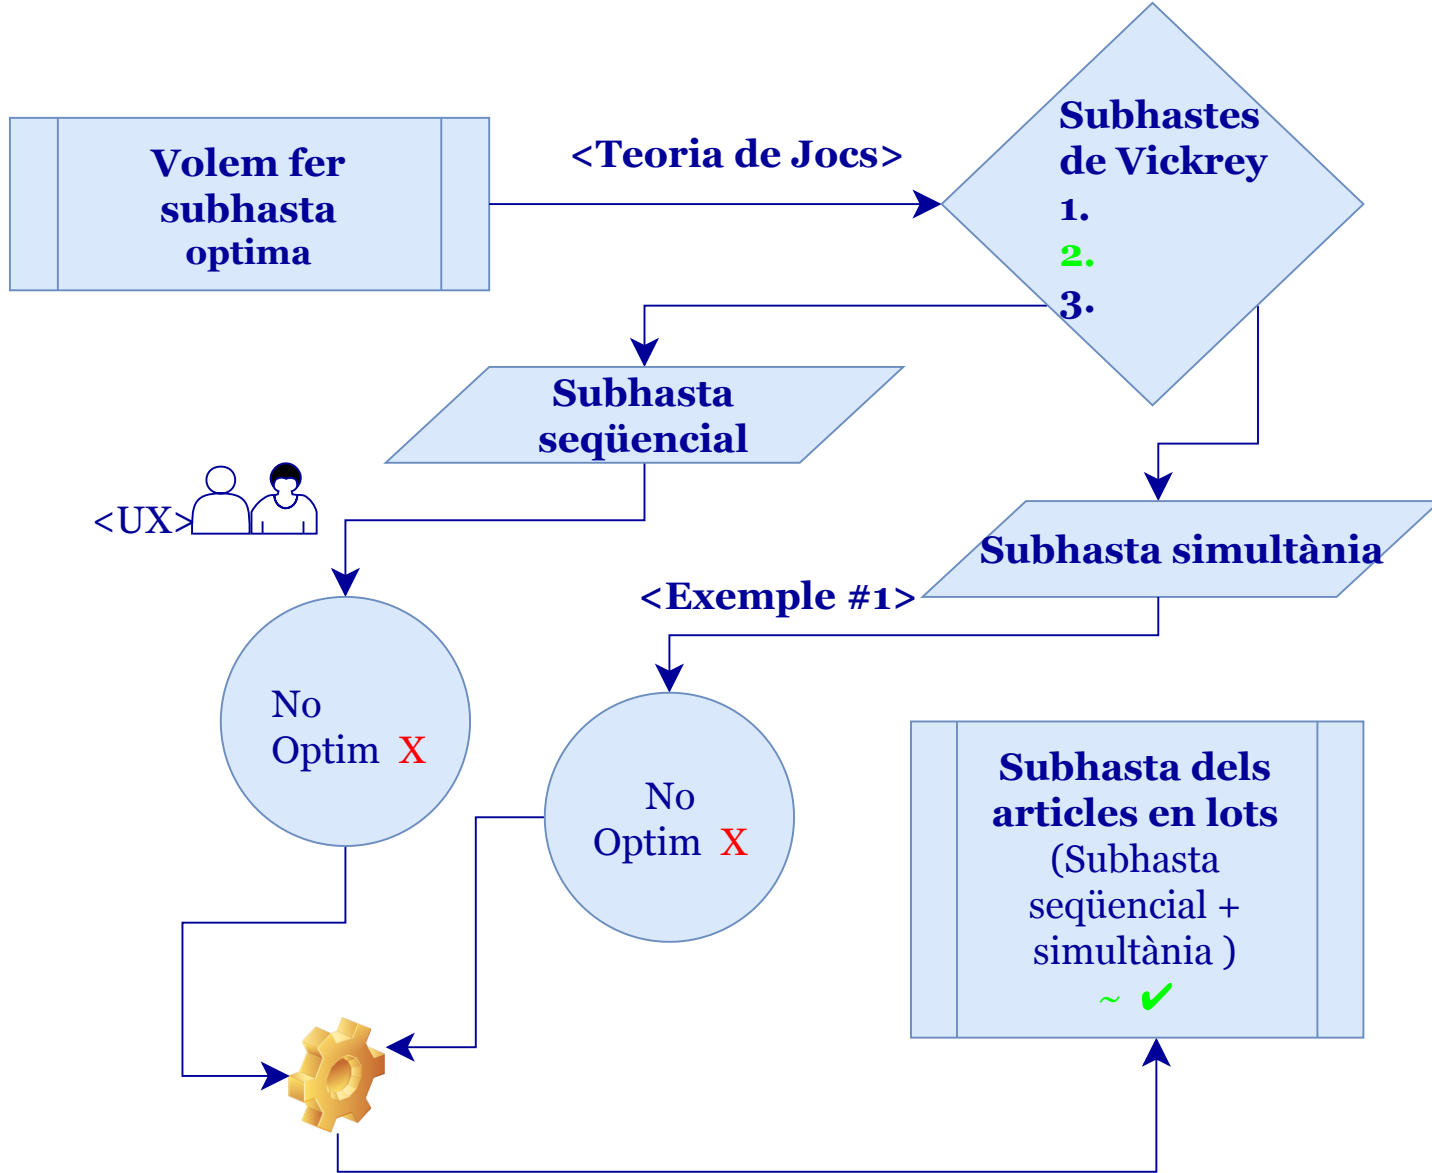 Volem fer
subhasta
optima
<Teoria de Jocs>
Subhastes
de Vickrey
1.
2.
3.
Subhasta
seqüencial
<UX>
Subhasta simultània
<Exemple #1>
No
Optim X
No
Optim X
Subhasta dels
articles en lots
(Subhasta
seqüencial +
simultània )
~ ✔